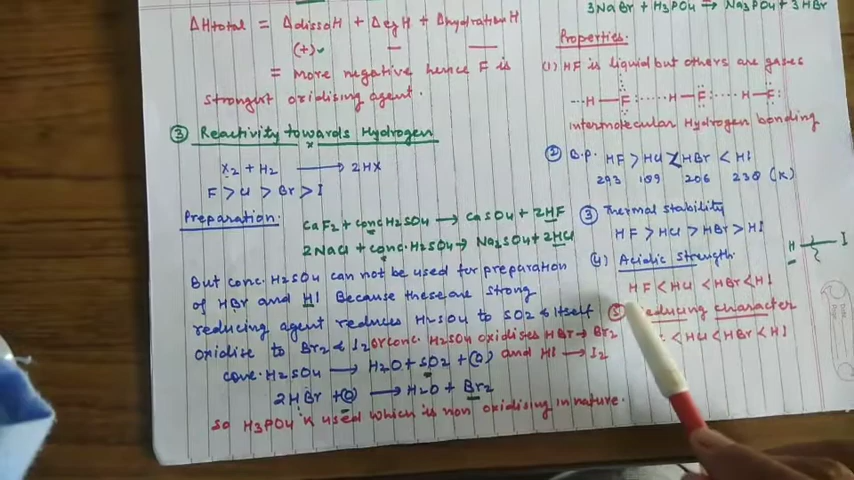 ΔHtotal = ΔdissoH + ΔegH + ΔhydrationH
(+) – —
= more negative hence F is
strongest oxidising agent.
③ Reactivity towards Hydrogen
X2 + H2 ⟶ 2HX
F > Cl > Br > I
Preparation.
CaF2 + conc H2SO4 ⟶ CaSO4 + 2HF
2NaCl + conc.H2SO4 → Na2SO4 + 2HCl
But conc. H2SO4 can not be used for preparation
of HBr and HI Because these are strong
reducing agent reduces H2SO4 to SO2 & itself
oxidise to Br2 & I2 or conc. H2SO4 oxidises HBr → Br2
conc. H2SO4 ⟶ H2O + SO2 + (O) and HI ⟶ I2
2HBr + (O) ⟶ H2O + Br2
So H3PO4 is used which is non oxidising in nature.
3NaBr + H3PO4 ⇒ Na3PO4 + 3HBr
Properties.
(1) HF is liquid but others are gases
---H—F:----H—F:----H—F:
intermolecular Hydrogen bonding
② B.P. HF > HCl < HBr < HI
293 189 206 238 (K)
③ Thermal stability
HF > HCl > HBr > HI
H I
4) Acidic strength.
HF < HCl < HBr < HI
⑤ reducing character
< HCl < HBr < HI
Page
Date